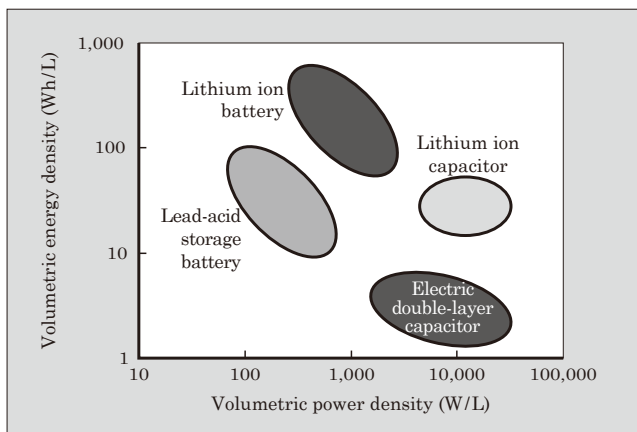 1,000
100
10
1
Volumetric energy density (Wh/L)
Lithium ion
battery
Lithium ion
capacitor
Lead-acid
storage
battery
Electric
double-layer
capacitor
10
100
1,000
10,000
100,000
Volumetric power density (W/L)